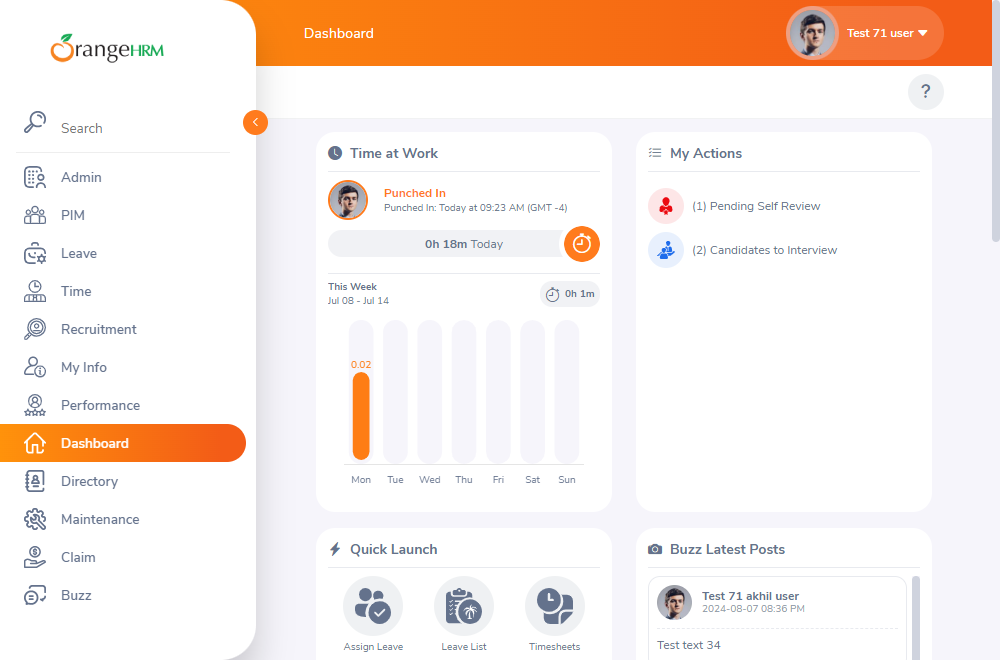 OrangeHRM
Search
Admin
PIM
Leave
Time
Recruitment
My Info
Performance
Dashboard
Directory
Maintenance
Claim
Buzz
Dashboard
Test 71 user
?
Time at Work
Punched In
Punched In: Today at 09:23 AM (GMT -4)
0h 18m Today
This Week
Jul 08 - Jul 14
0h 1m
0.02
Mon Tue Wed Thu Fri Sat Sun
My Actions
(1) Pending Self Review
(2) Candidates to Interview
Quick Launch
Assign Leave
Leave List
Timesheets
Buzz Latest Posts
Test 71 akhil user
2024-08-07 08:36 PM
Test text 34